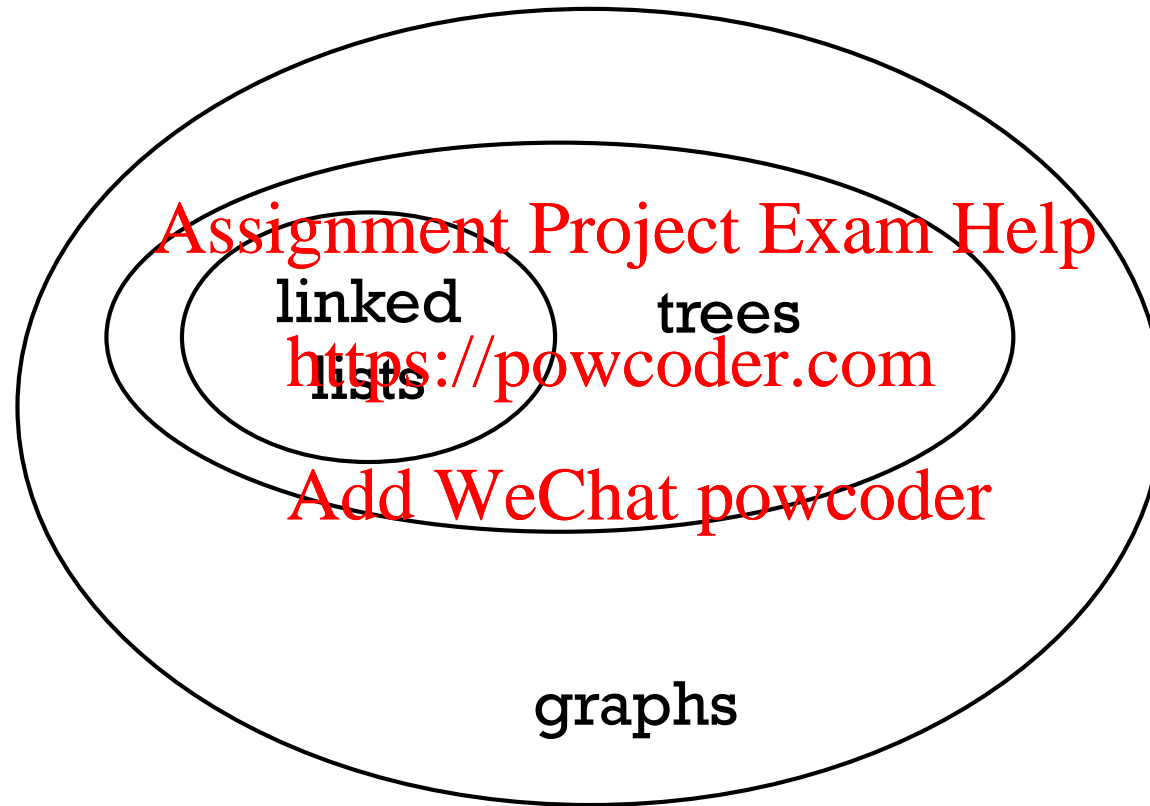 Assignment Project Exam Help
linked
lists
trees
https://powcoder.com
Add WeChat powcoder
graphs